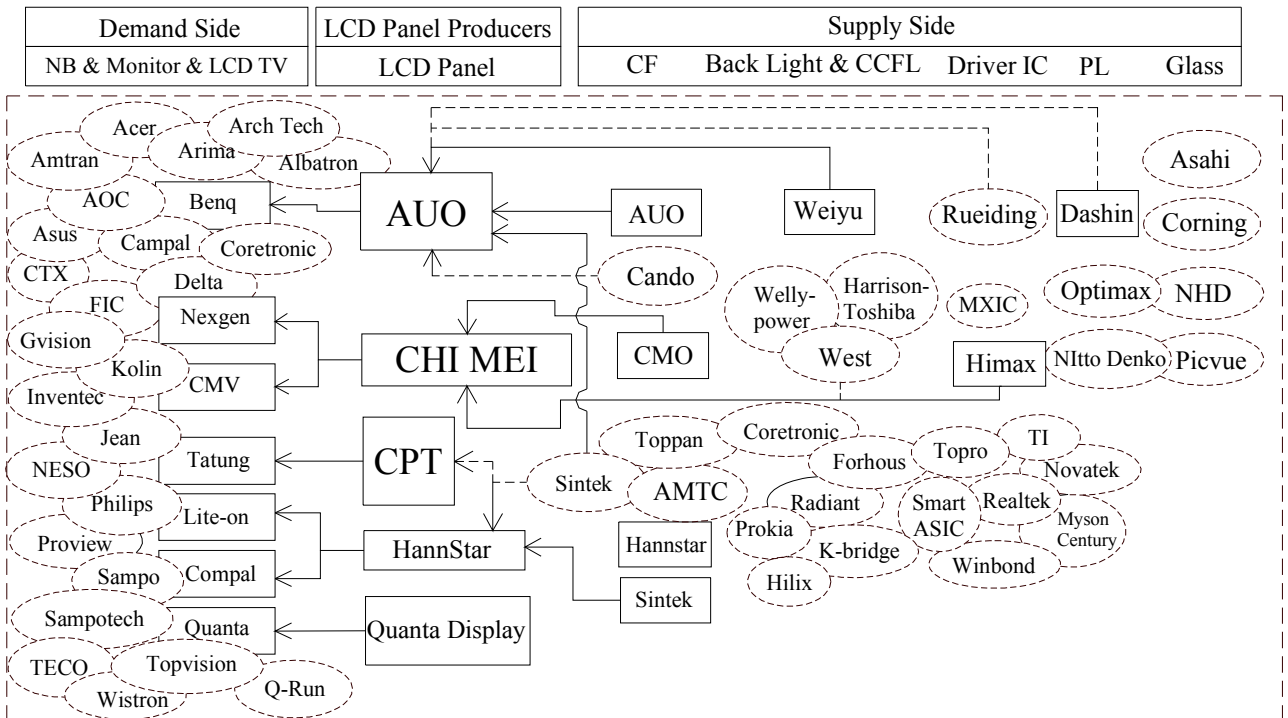 Demand Side
NB & Monitor & LCD TV
LCD Panel Producers
LCD Panel
Supply Side
CF Back Light & CCFL Driver IC PL Glass
Acer
Arch Tech
Amtran
Arima
Albatron
AOC
Benq
Asus
Campal
Coretronic
CTX
Delta
FIC
Nexgen
Gvision
Kolin
CMV
Inventec
Jean
Tatung
NESO
Philips
Lite-on
Proview
Sampo
Compal
Sampotech
Quanta
TECO
Topvision
Wistron
Q-Run
AUO
CHI MEI
CPT
HannStar
Quanta Display
AUO
Cando
CMO
Toppan
Sintek
AMTC
Hannstar
Sintek
Weiyu
Welly-
power
Harrison-
Toshiba
West
Coretronic
Forhous
Radiant
Prokia
K-bridge
Hilix
Rueiding
MXIC
Himax
Topro
TI
Novatek
Smart
ASIC
Realtek
Myson
Century
Winbond
Dashin
Optimax
NItto Denko
Asahi
Corning
NHD
Picvue